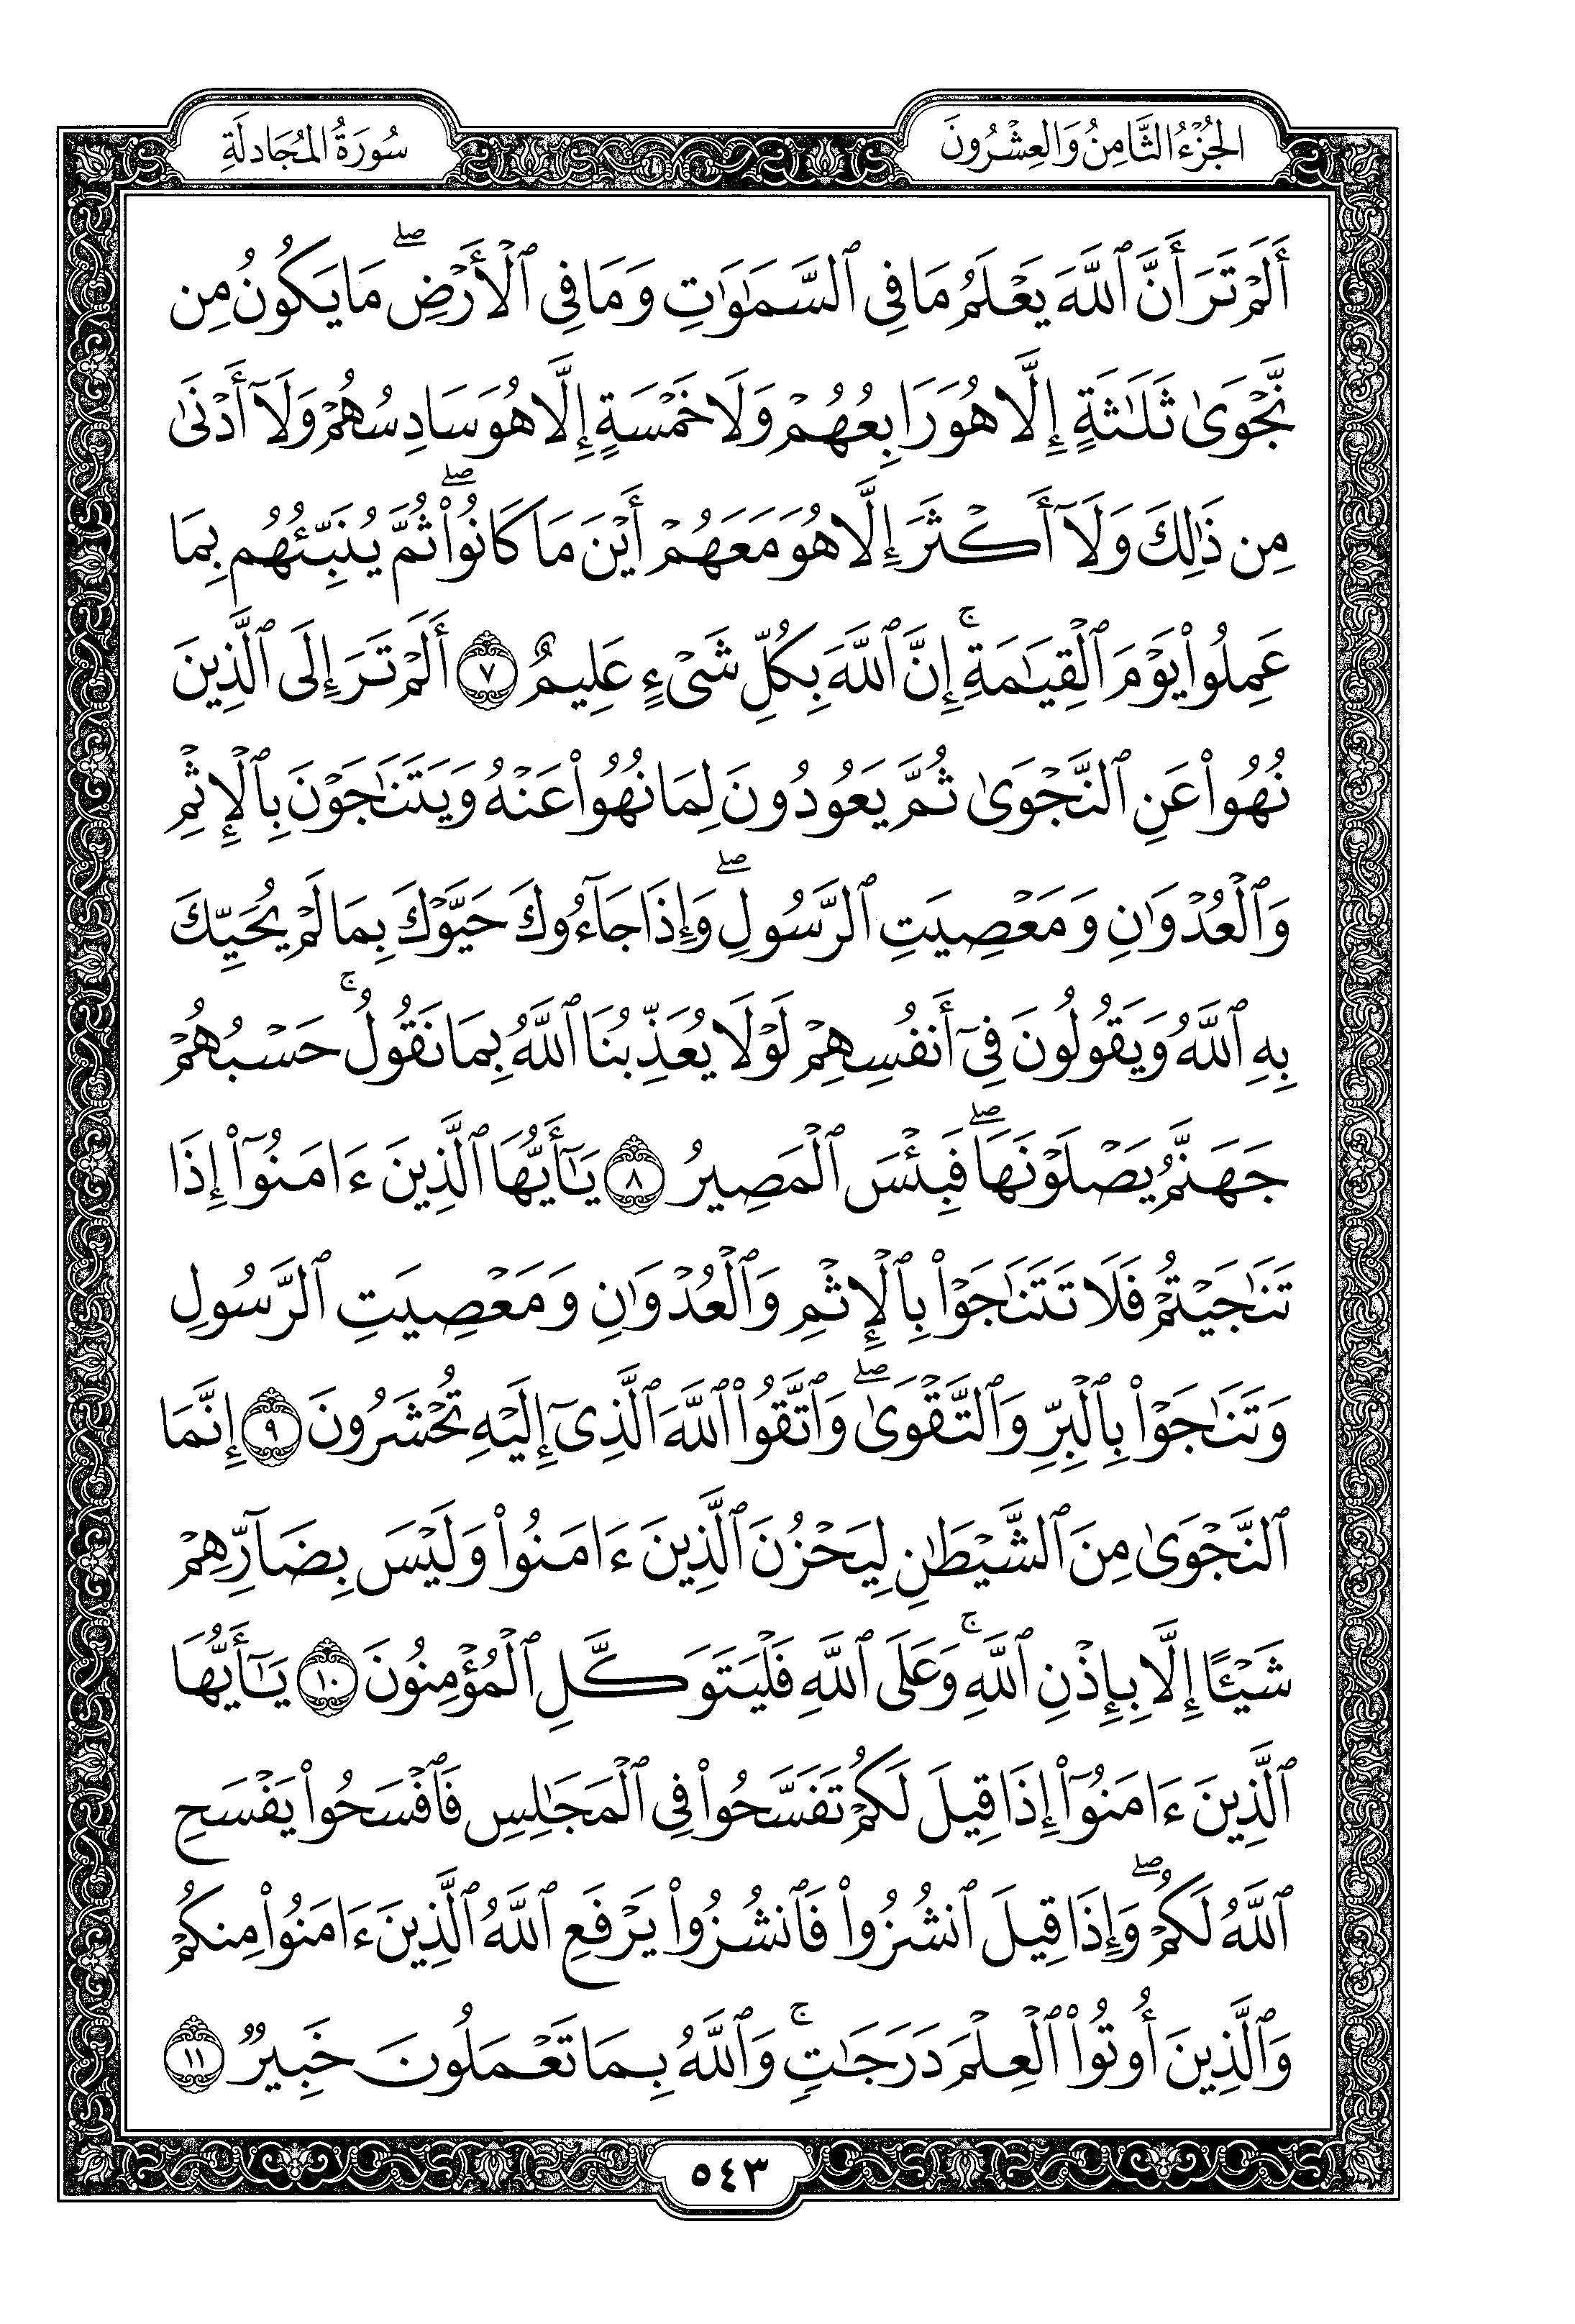 الجُزْءُ الثَّامِنُ وَالعِشْرُونَ
سُورَةُ المُجَادلَةِ
أَلَمْ تَرَ أَنَّ ٱللَّهَ يَعْلَمُ مَا فِى ٱلسَّمَٰوَٰتِ وَمَا فِى ٱلْأَرْضِۖ مَا يَكُونُ مِن
نَّجْوَىٰ ثَلَٰثَةٍ إِلَّا هُوَ رَابِعُهُمْ وَلَا خَمْسَةٍ إِلَّا هُوَ سَادِسُهُمْ وَلَآ أَدْنَىٰ
مِن ذَٰلِكَ وَلَآ أَكْثَرَ إِلَّا هُوَ مَعَهُمْ أَيْنَ مَا كَانُوا۟ۖ ثُمَّ يُنَبِّئُهُم بِمَا
عَمِلُوا۟ يَوْمَ ٱلْقِيَٰمَةِۚ إِنَّ ٱللَّهَ بِكُلِّ شَىْءٍ عَلِيمٌ ٧ أَلَمْ تَرَ إِلَى ٱلَّذِينَ
نُهُوا۟ عَنِ ٱلنَّجْوَىٰ ثُمَّ يَعُودُونَ لِمَا نُهُوا۟ عَنْهُ وَيَتَنَٰجَوْنَ بِٱلْإِثْمِ
وَٱلْعُدْوَٰنِ وَمَعْصِيَتِ ٱلرَّسُولِۖ وَإِذَا جَآءُوكَ حَيَّوْكَ بِمَا لَمْ يُحَيِّكَ
بِهِ ٱللَّهُ وَيَقُولُونَ فِىٓ أَنفُسِهِمْ لَوْلَا يُعَذِّبُنَا ٱللَّهُ بِمَا نَقُولُۚ حَسْبُهُمْ
جَهَنَّمُ يَصْلَوْنَهَاۖ فَبِئْسَ ٱلْمَصِيرُ ٨ يَٰٓأَيُّهَا ٱلَّذِينَ ءَامَنُوٓا۟ إِذَا
تَنَٰجَيْتُمْ فَلَا تَتَنَٰجَوْا۟ بِٱلْإِثْمِ وَٱلْعُدْوَٰنِ وَمَعْصِيَتِ ٱلرَّسُولِ
وَتَنَٰجَوْا۟ بِٱلْبِرِّ وَٱلتَّقْوَىٰۖ وَٱتَّقُوا۟ ٱللَّهَ ٱلَّذِىٓ إِلَيْهِ تُحْشَرُونَ ٩ إِنَّمَا
ٱلنَّجْوَىٰ مِنَ ٱلشَّيْطَٰنِ لِيَحْزُنَ ٱلَّذِينَ ءَامَنُوا۟ وَلَيْسَ بِضَآرِّهِمْ
شَيْـًٔا إِلَّا بِإِذْنِ ٱللَّهِۚ وَعَلَى ٱللَّهِ فَلْيَتَوَكَّلِ ٱلْمُؤْمِنُونَ ١٠ يَٰٓأَيُّهَا
ٱلَّذِينَ ءَامَنُوٓا۟ إِذَا قِيلَ لَكُمْ تَفَسَّحُوا۟ فِى ٱلْمَجَٰلِسِ فَٱفْسَحُوا۟ يَفْسَحِ
ٱللَّهُ لَكُمْۖ وَإِذَا قِيلَ ٱنشُزُوا۟ فَٱنشُزُوا۟ يَرْفَعِ ٱللَّهُ ٱلَّذِينَ ءَامَنُوا۟ مِنكُمْ
وَٱلَّذِينَ أُوتُوا۟ ٱلْعِلْمَ دَرَجَٰتٍۚ وَٱللَّهُ بِمَا تَعْمَلُونَ خَبِيرٌ ١١
٥٤٣